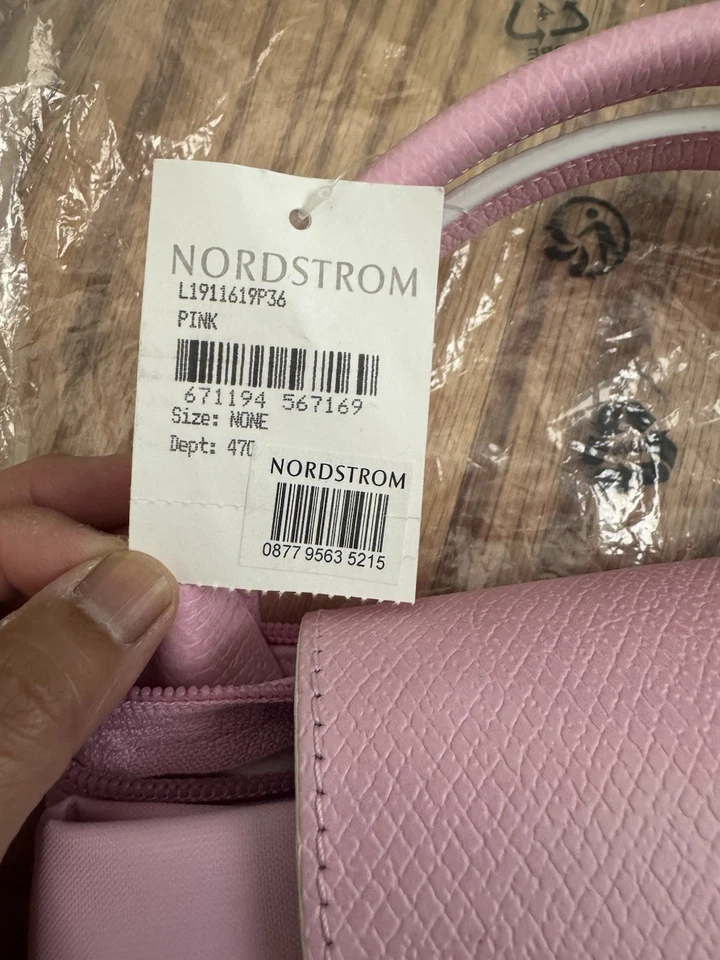 NORDSTROM
L1911619P36
PINK
671194 567169
Size: NONE
Dept: 470
NORDSTROM
0877 9563 5215